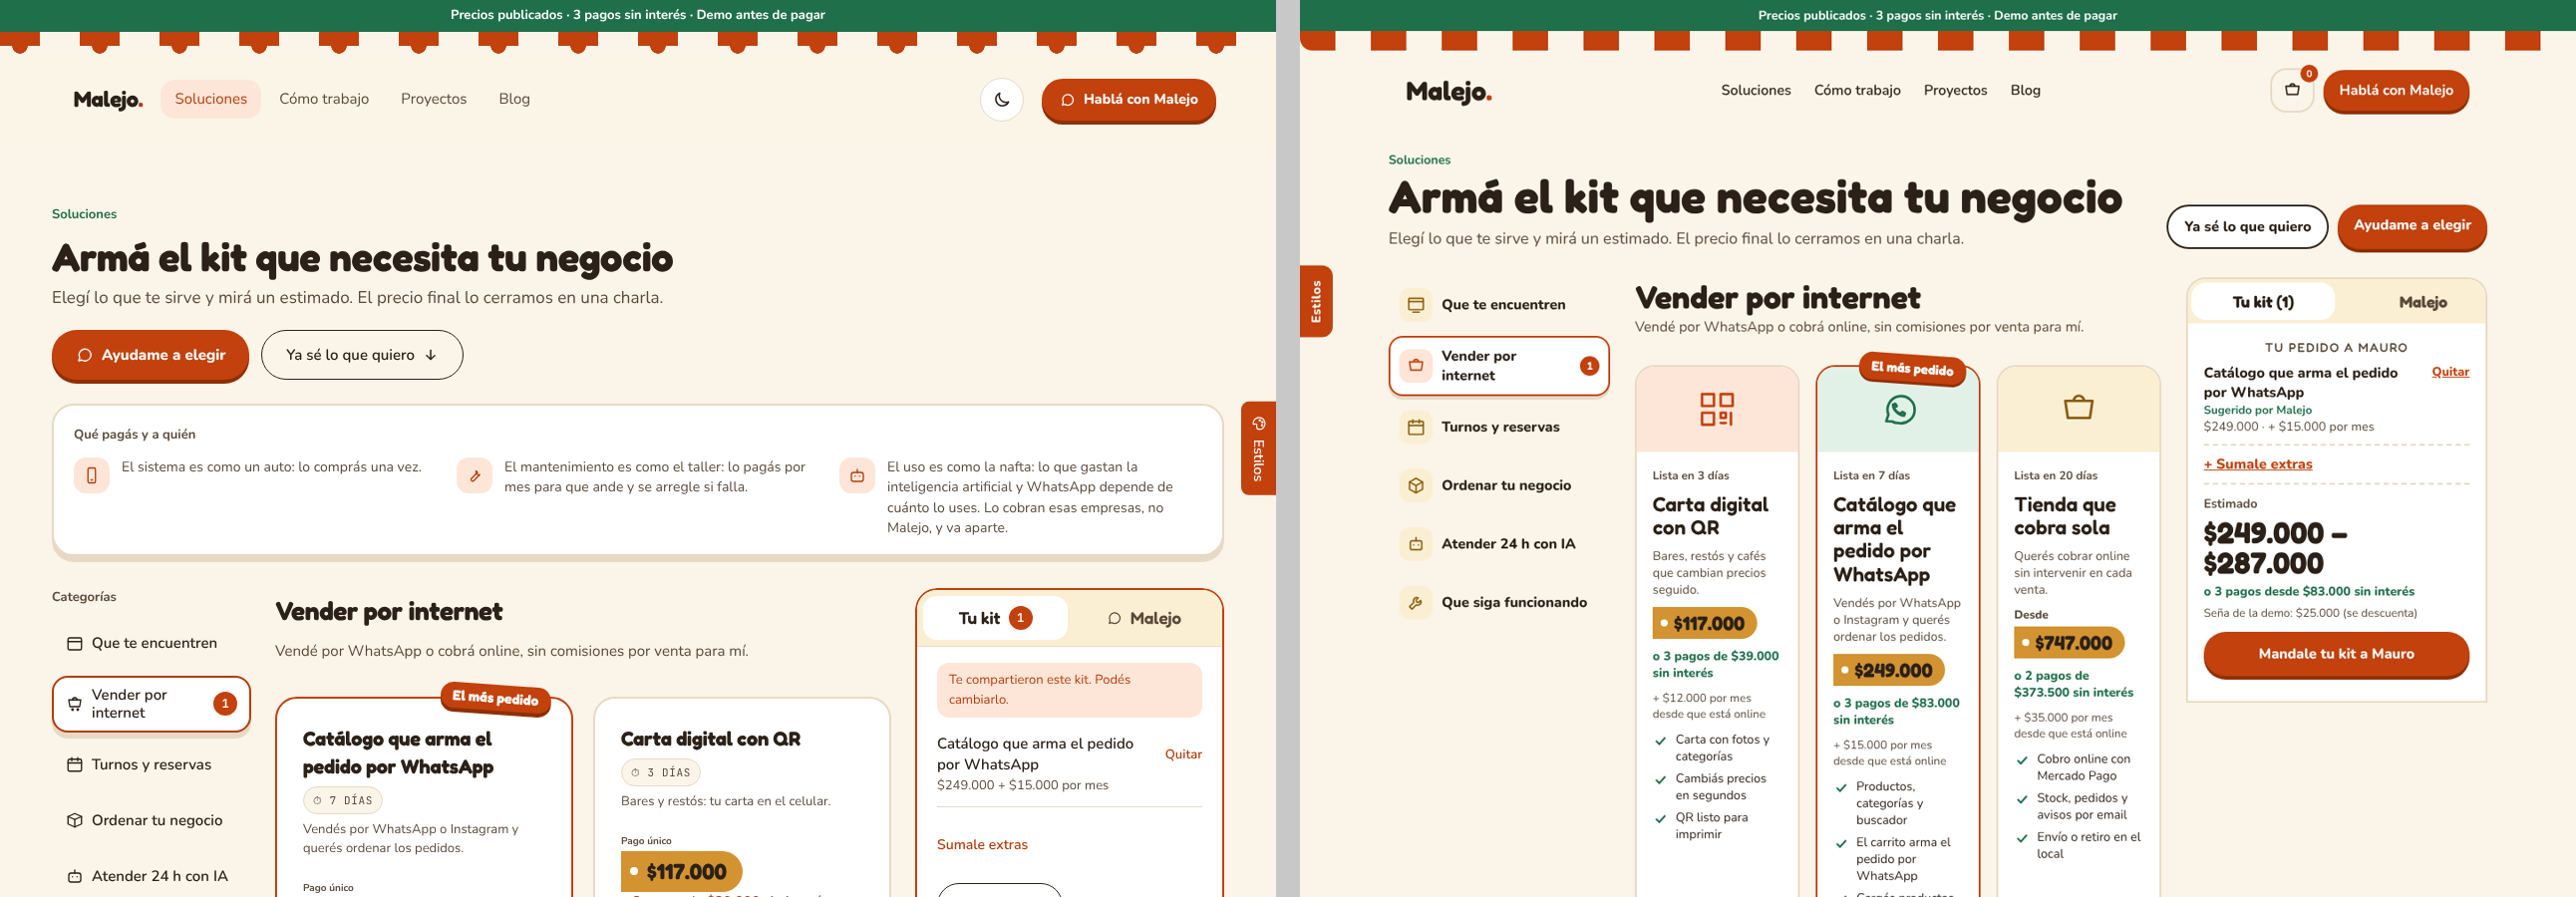 Precios publicados · 3 pagos sin interés · Demo antes de pagar
Malejo.
Soluciones
Cómo trabajo
Proyectos
Blog
Hablá con Malejo
Soluciones
Armá el kit que necesita tu negocio
Elegí lo que te sirve y mirá un estimado. El precio final lo cerramos en una charla.
Ayudame a elegir
Ya sé lo que quiero
Qué pagás y a quién
El sistema es como un auto: lo comprás una vez.
El mantenimiento es como el taller: lo pagás por
mes para que ande y se arregle si falla.
El uso es como la nafta: lo que gastan la
inteligencia artificial y WhatsApp depende de
cuánto lo uses. Lo cobran esas empresas, no
Malejo, y va aparte.
Estilos
Categorías
Que te encuentren
Vender por
internet
1
Turnos y reservas
Ordenar tu negocio
Atender 24 h con IA
Vender por internet
Vendé por WhatsApp o cobrá online, sin comisiones por venta para mí.
El más pedido
Catálogo que arma el
pedido por WhatsApp
7 DÍAS
Vendés por WhatsApp o Instagram y
querés ordenar los pedidos.
Pago único
Carta digital con QR
3 DÍAS
Bares y restós: tu carta en el celular.
Pago único
$117.000
Tu kit 1
Malejo
Te compartieron este kit. Podés
cambiarlo.
Catálogo que arma el pedido
por WhatsApp
Quitar
$249.000 + $15.000 por mes
Sumale extras
Precios publicados · 3 pagos sin interés · Demo antes de pagar
Malejo.
Soluciones
Cómo trabajo
Proyectos
Blog
0
Hablá con Malejo
Soluciones
Armá el kit que necesita tu negocio
Elegí lo que te sirve y mirá un estimado. El precio final lo cerramos en una charla.
Ya sé lo que quiero
Ayudame a elegir
Estilos
Que te encuentren
Vender por
internet
1
Turnos y reservas
Ordenar tu negocio
Atender 24 h con IA
Que siga funcionando
Vender por internet
Vendé por WhatsApp o cobrá online, sin comisiones por venta para mí.
Lista en 3 días
Carta digital
con QR
Bares, restós y cafés
que cambian precios
seguido.
$117.000
o 3 pagos de $39.000
sin interés
+ $12.000 por mes
desde que está online
Carta con fotos y
categorías
Cambiás precios
en segundos
QR listo para
imprimir
El más pedido
Lista en 7 días
Catálogo que
arma el
pedido por
WhatsApp
Vendés por WhatsApp
o Instagram y querés
ordenar los pedidos.
$249.000
o 3 pagos de $83.000
sin interés
+ $15.000 por mes
desde que está online
Productos,
categorías y
buscador
El carrito arma el
pedido por
WhatsApp
Lista en 20 días
Tienda que
cobra sola
Querés cobrar online
sin intervenir en cada
venta.
Desde
$747.000
o 2 pagos de
$373.500 sin interés
+ $35.000 por mes
desde que está online
Cobro online con
Mercado Pago
Stock, pedidos y
avisos por email
Envío o retiro en el
local
Tu kit (1)
Malejo
TU PEDIDO A MAURO
Catálogo que arma el pedido
por WhatsApp
Quitar
Sugerido por Malejo
$249.000 · + $15.000 por mes
+ Sumale extras
Estimado
$249.000 –
$287.000
o 3 pagos desde $83.000 sin interés
Seña de la demo: $25.000 (se descuenta)
Mandale tu kit a Mauro